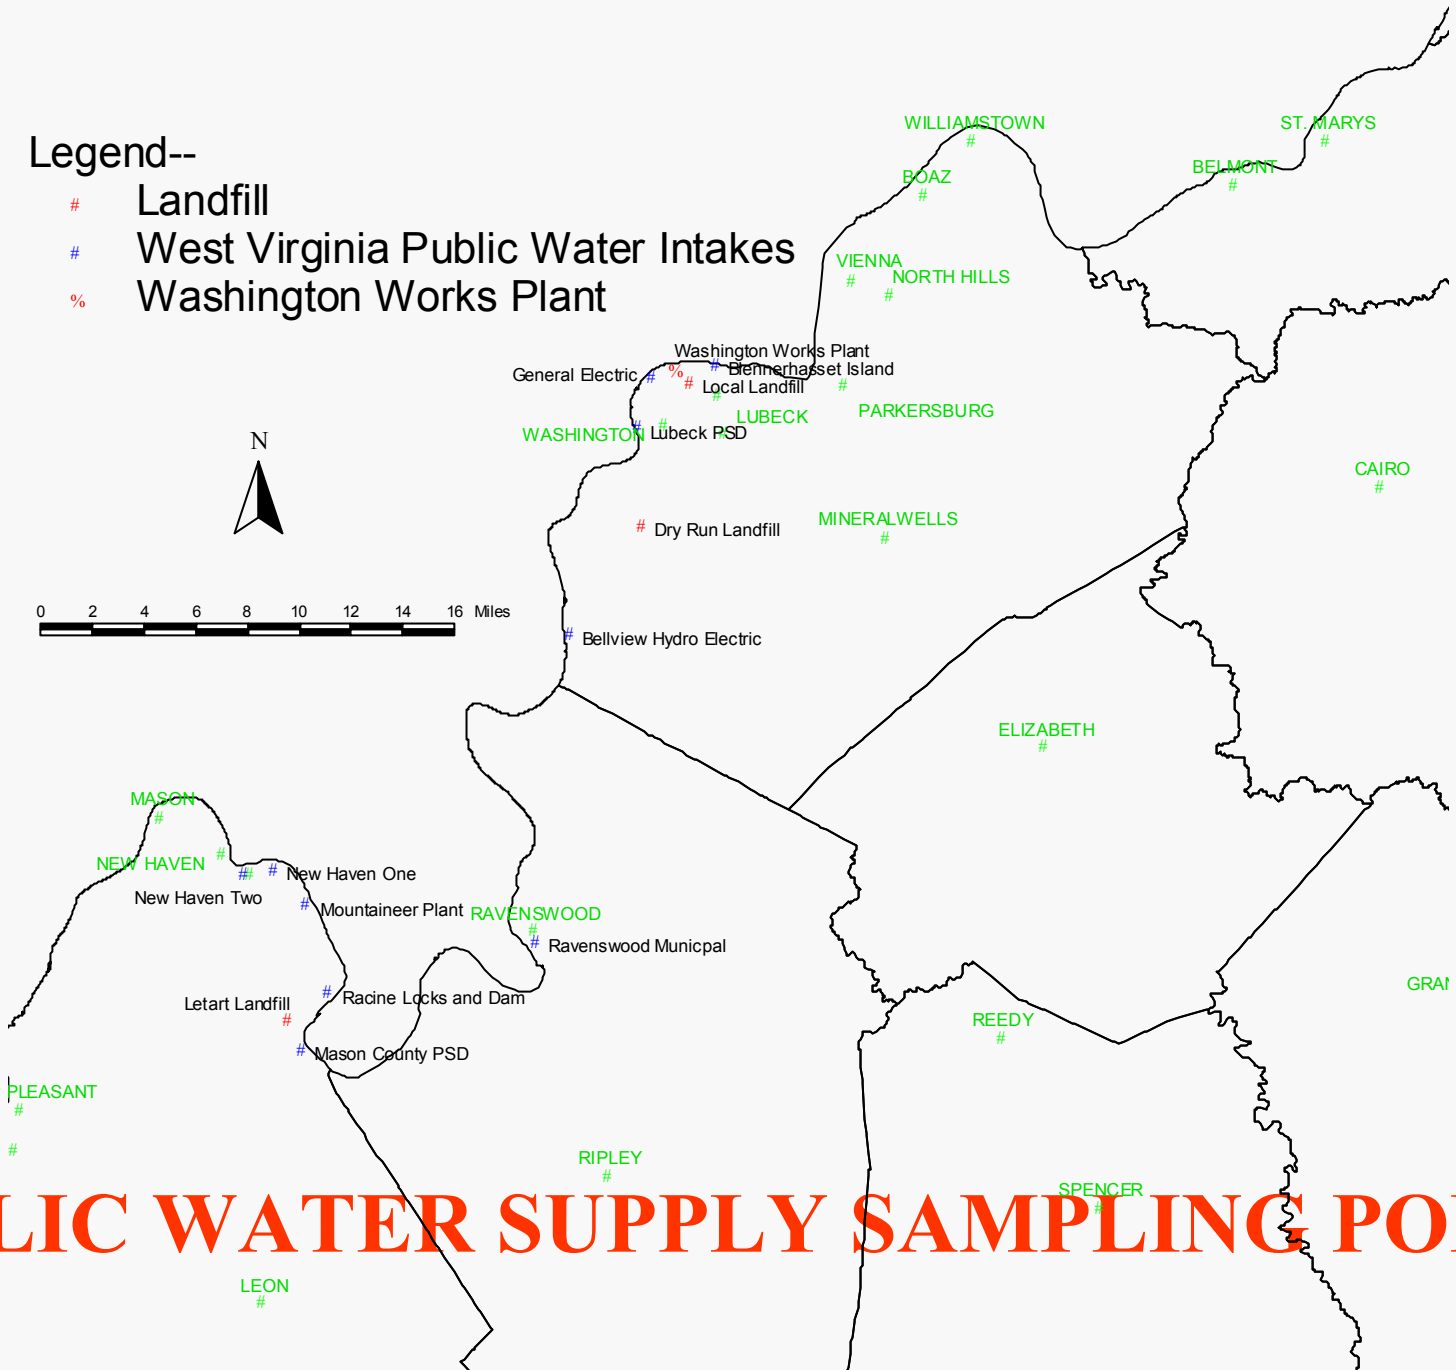 WILLIAMSTOWN
ST. MARYS
Legend--
BELMONT
BOAZ
# Landfill
# West Virginia Public Water Intakes
% Washington Works Plant
VIENNA
NORTH HILLS
Washington Works Plant
Blennerhasset Island
General Electric
Local Landfill
PARKERSBURG
LUBECK
WASHINGTON
Lubeck PSD
N
CAIRO
MINERALWELLS
Dry Run Landfill
0 2 4 6 8 10 12 14 16 Miles
Bellview Hydro Electric
ELIZABETH
MASON
NEW HAVEN
New Haven One
New Haven Two
Mountaineer Plant
RAVENSWOOD
Ravenswood Municpal
GRAN
Letart Landfill
Racine Locks and Dam
REEDY
Mason County PSD
PLEASANT
RIPLEY
SPENCER
LIC WATER SUPPLY SAMPLING PO
LEON